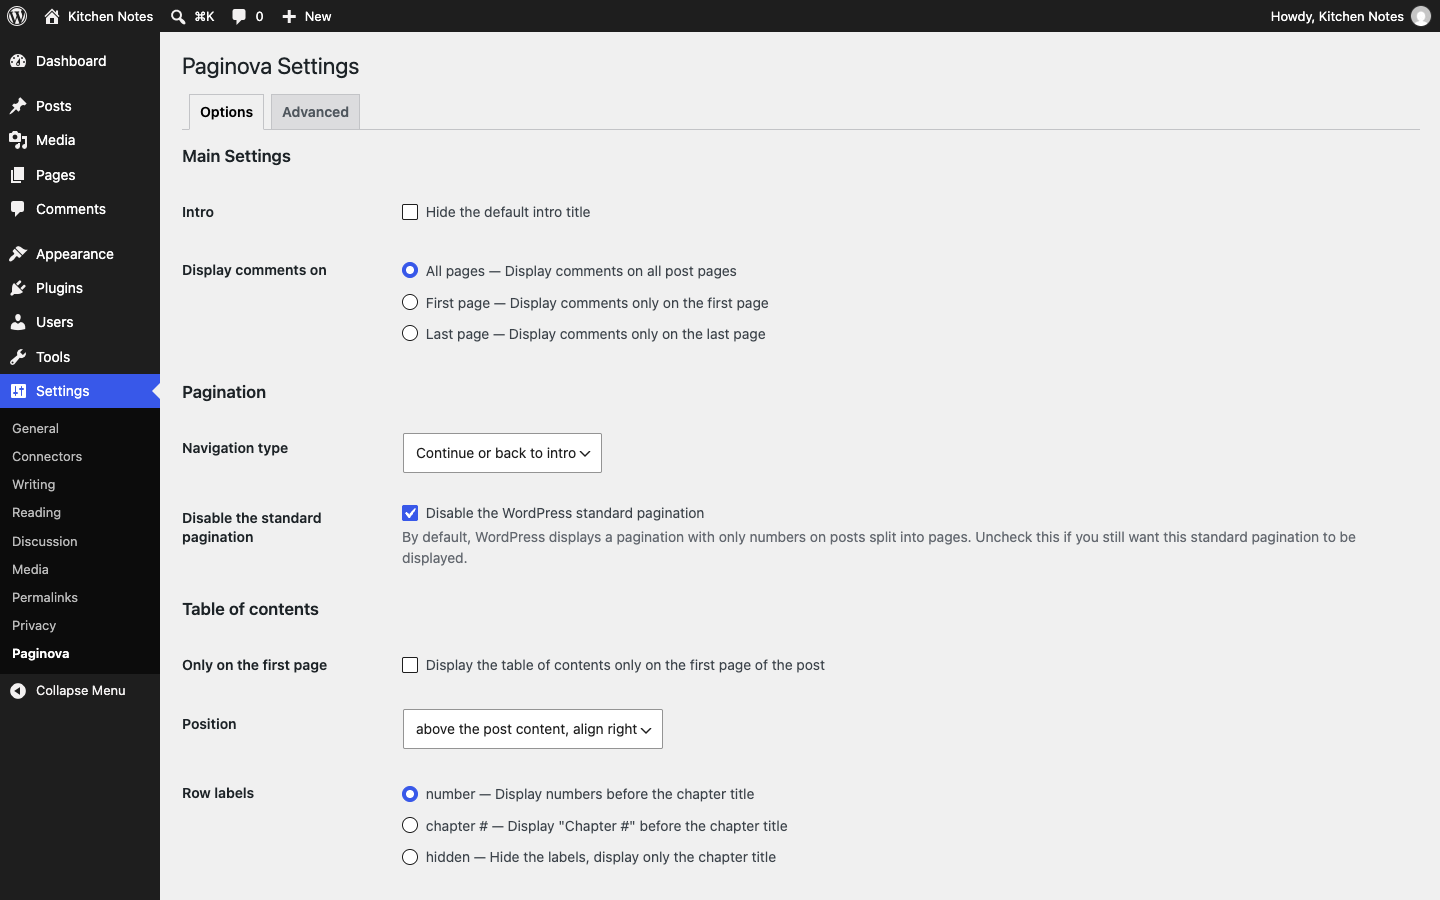 Kitchen Notes
⌘K
0
New
Howdy, Kitchen Notes
Dashboard
Posts
Media
Pages
Comments
Appearance
Plugins
Users
Tools
Settings
General
Connectors
Writing
Reading
Discussion
Media
Permalinks
Privacy
Paginova
Collapse Menu
Paginova Settings
Options
Advanced
Main Settings
Intro
Hide the default intro title
Display comments on
All pages — Display comments on all post pages
First page — Display comments only on the first page
Last page — Display comments only on the last page
Pagination
Navigation type
Continue or back to intro
Disable the standard
pagination
Disable the WordPress standard pagination
By default, WordPress displays a pagination with only numbers on posts split into pages. Uncheck this if you still want this standard pagination to be
displayed.
Table of contents
Only on the first page
Display the table of contents only on the first page of the post
Position
above the post content, align right
Row labels
number — Display numbers before the chapter title
chapter # — Display "Chapter #" before the chapter title
hidden — Hide the labels, display only the chapter title